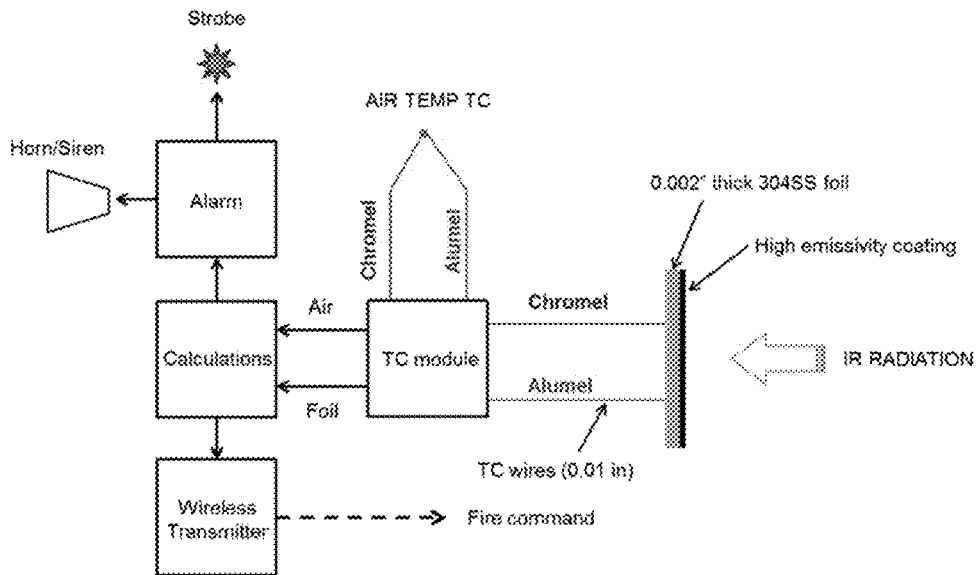 Strobe
AIR TEMP TC
Horn/Siren
0.002" thick 304SS foil
Alarm
Chromel
Alumel
High emissivity coating
Air
Chromel
Calculations
TC module
IR RADIATION
Alumel
Foil
TC wires (0.01 in)
Wireless
Transmitter
Fire command